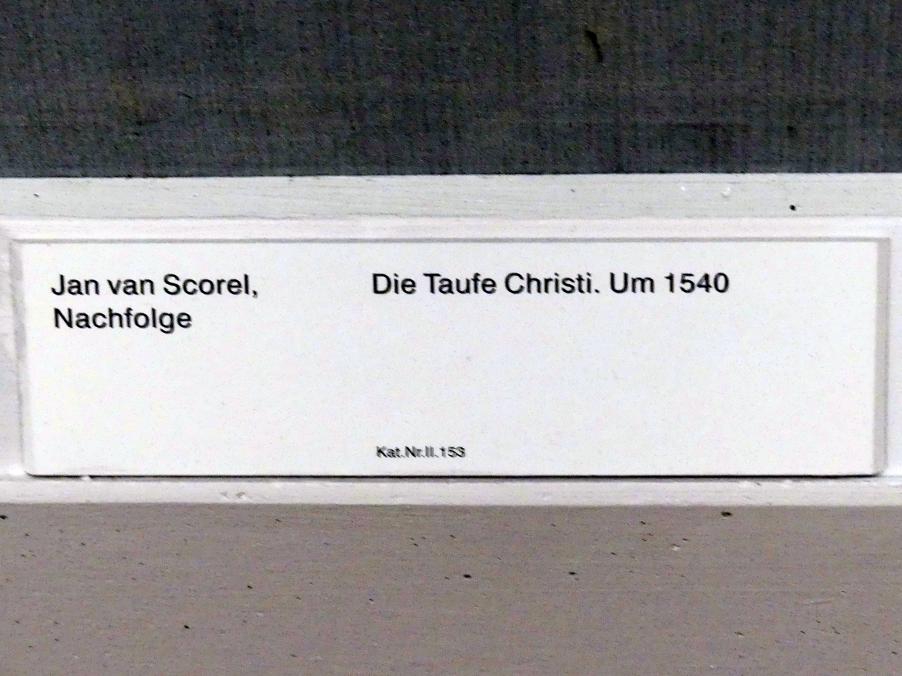 Jan van Scorel,
Nachfolge
Die Taufe Christi. Um 1540
Kat.Nr.II.153